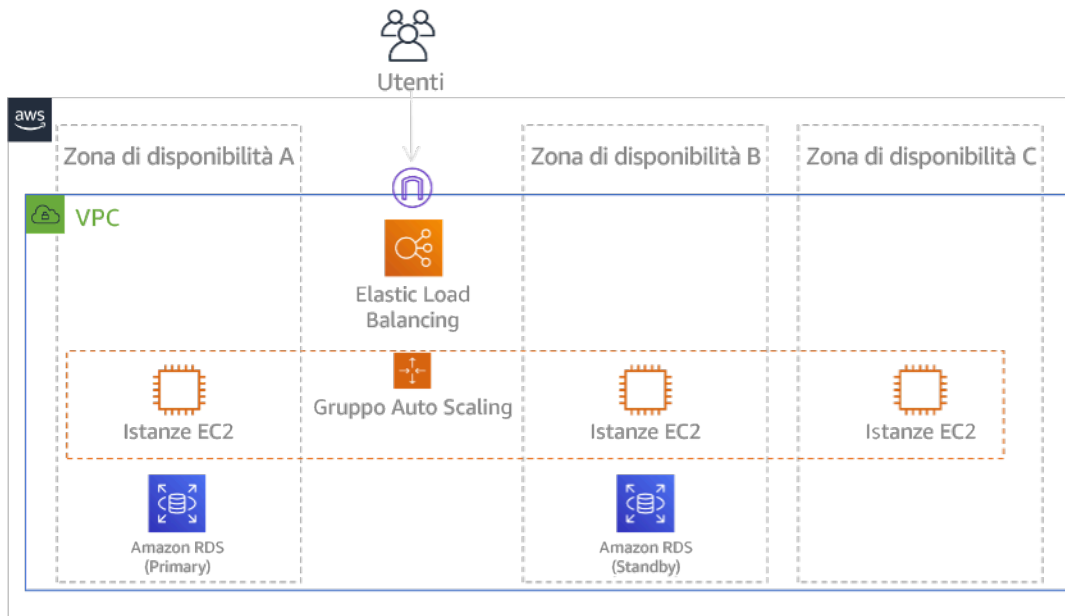 Utenti
aws
Zona di disponibilità A
Zona di disponibilità B
Zona di disponibilità C
VPC
Elastic Load
Balancing
Gruppo Auto Scaling
Istanze EC2
Istanze EC2
Istanze EC2
Amazon RDS
(Primary)
Amazon RDS
(Standby)